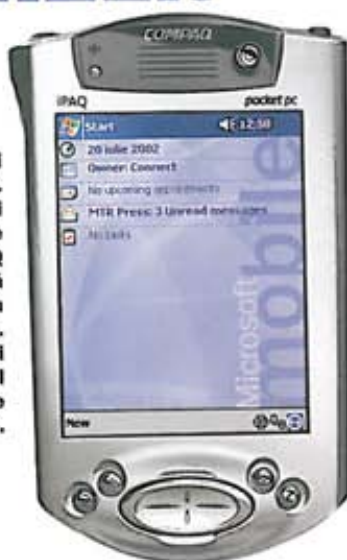 COMPAQ
iPAQ pocket pc
Start 12:38
20 iulie 2002
Owner: Connect
No upcoming appointments
MTR Press: 3 Unread messages
No tasks
Microsoft
mobile
New